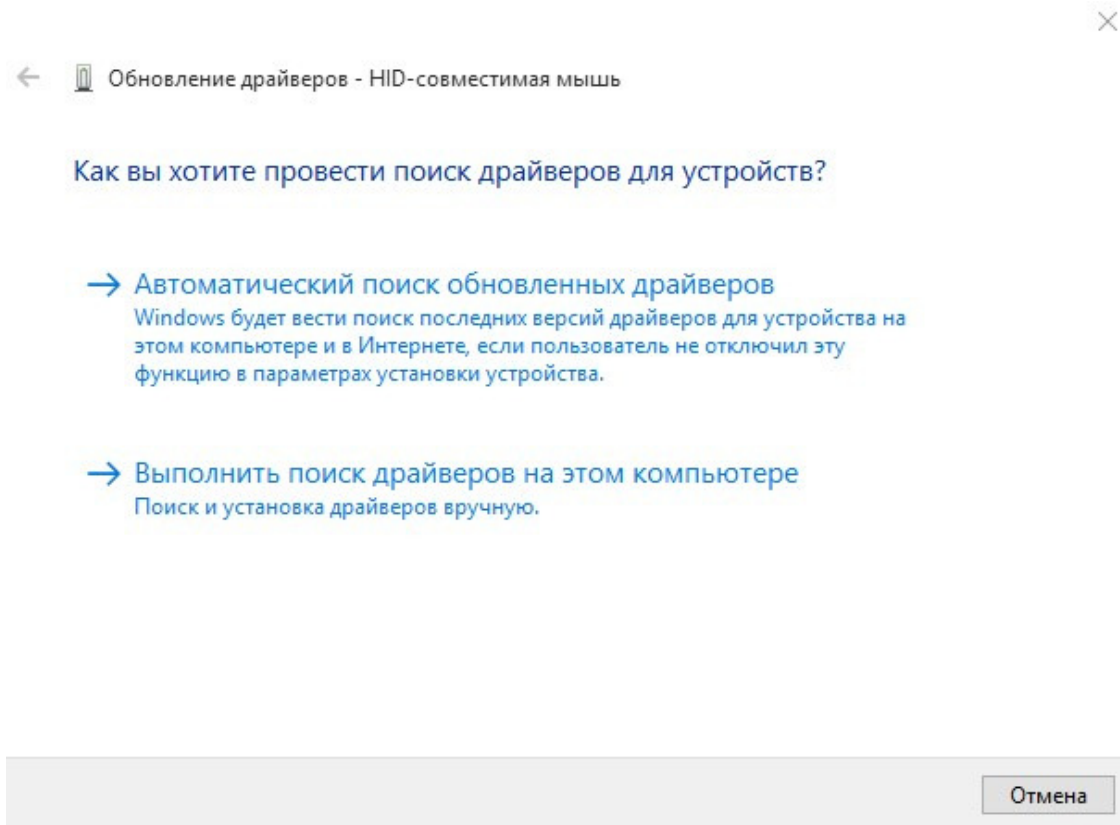 Обновление драйверов - HID-совместимая мышь
Как вы хотите провести поиск драйверов для устройств?
Автоматический поиск обновленных драйверов
Windows будет вести поиск последних версий драйверов для устройства на
этом компьютере и в Интернете, если пользователь не отключил эту
функцию в параметрах установки устройства.
Выполнить поиск драйверов на этом компьютере
Поиск и установка драйверов вручную.
Отмена